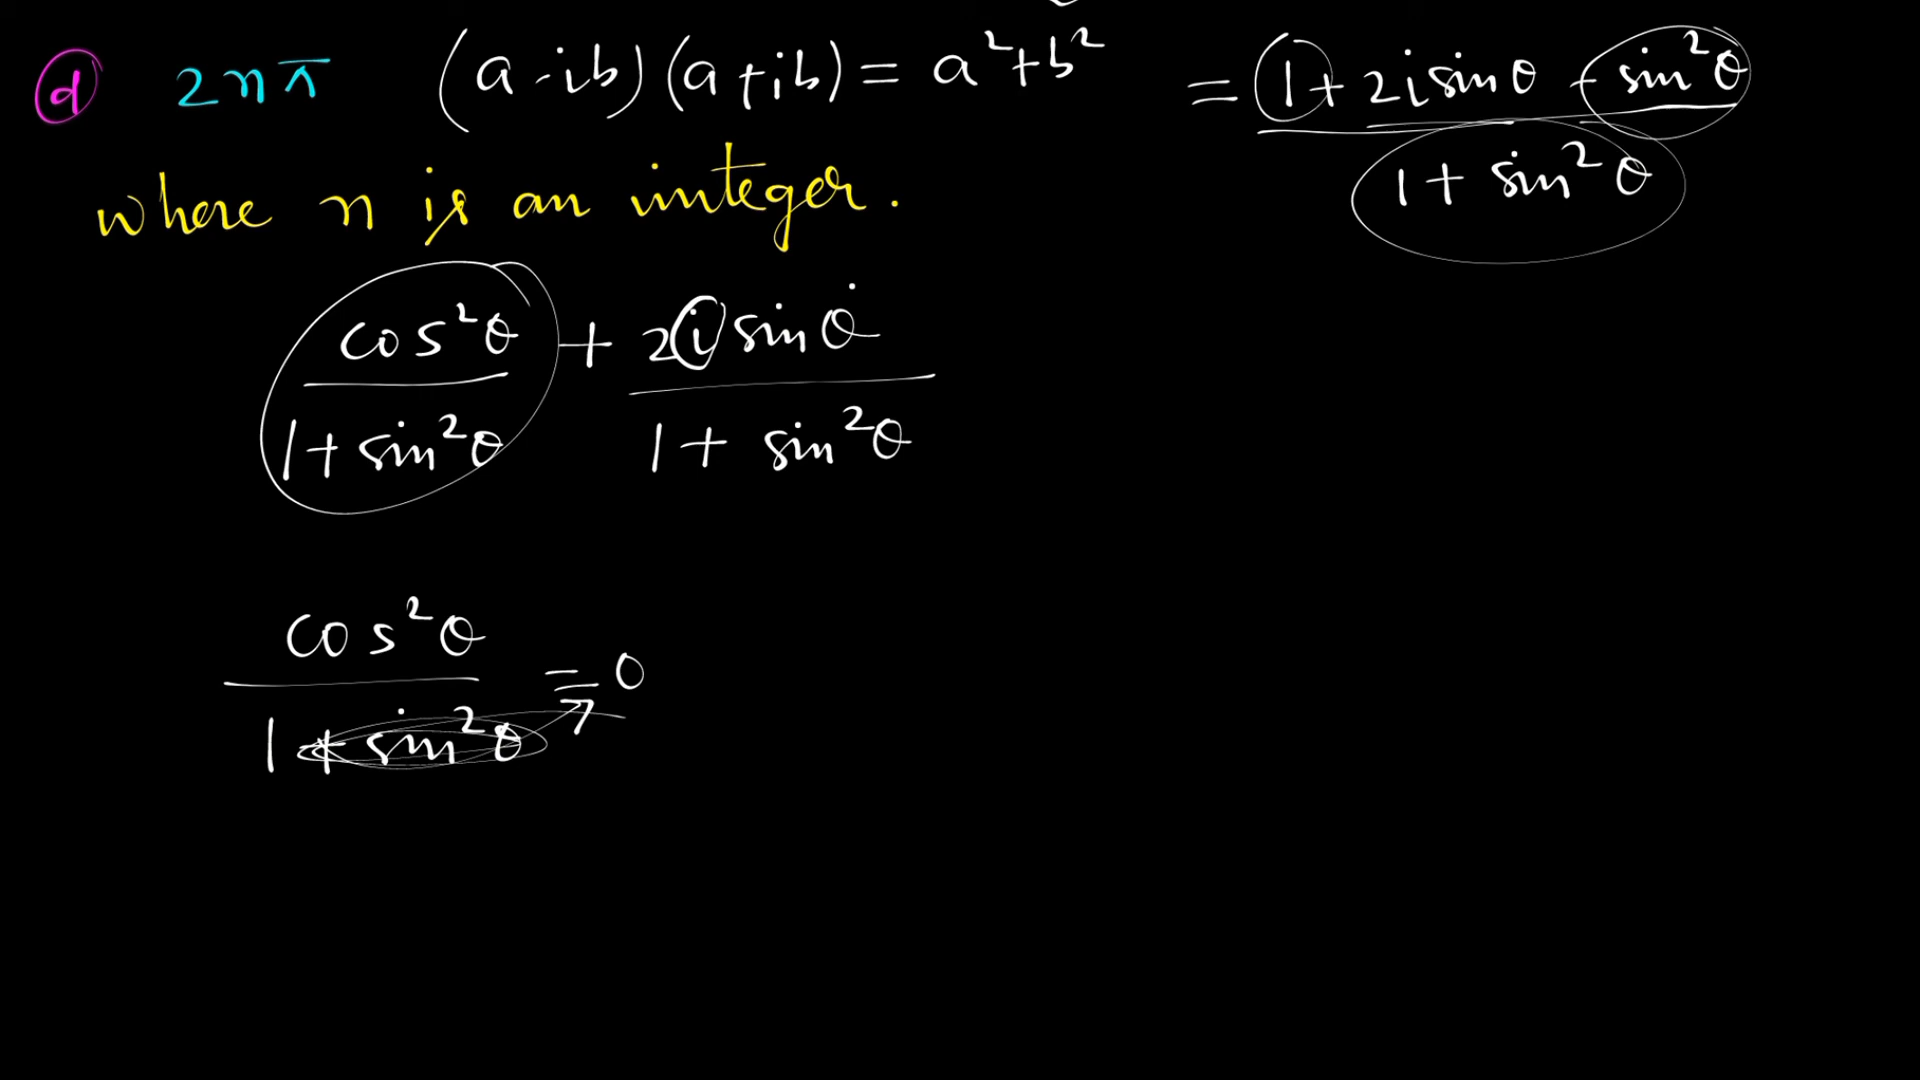 (d) 2nπ (a-ib)(a+ib) = a²+b²
= 1 + 2i sinθ - sin²θ
1 + sin²θ
where n is an integer.
cos²θ + 2i sinθ
1 + sin²θ 1 + sin²θ
cos²θ = 0
1 + sin²θ